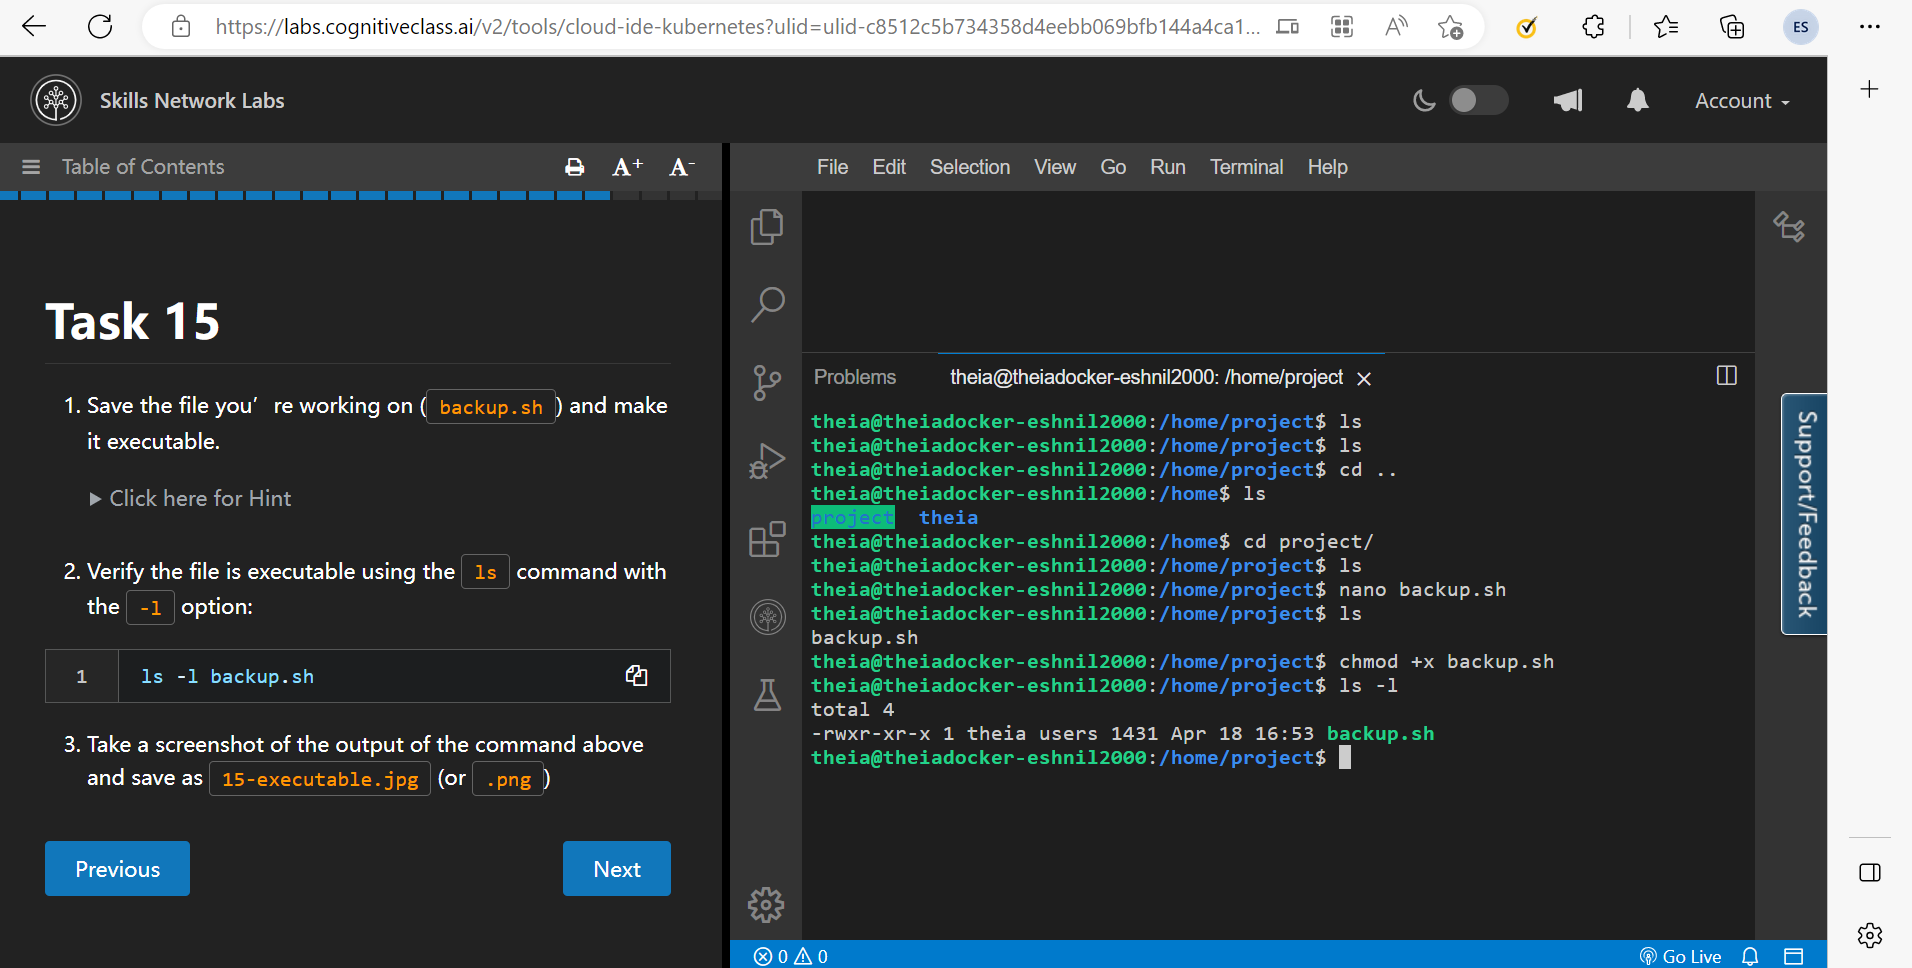 https://labs.cognitiveclass.ai/v2/tools/cloud-ide-kubernetes?ulid=ulid-c8512c5b734358d4eebb069bfb144a4ca1...
ES
Skills Network Labs
Account
Table of Contents
A+ A-
Task 15
1. Save the file you’ re working on ( backup.sh ) and make
it executable.
Click here for Hint
2. Verify the file is executable using the ls command with
the -l option:
1 ls -l backup.sh
3. Take a screenshot of the output of the command above
and save as 15-executable.jpg (or .png )
Previous
Next
File Edit Selection View Go Run Terminal Help
Problems theia@theiadocker-eshnil2000: /home/project
theia@theiadocker-eshnil2000:/home/project$ ls
theia@theiadocker-eshnil2000:/home/project$ ls
theia@theiadocker-eshnil2000:/home/project$ cd ..
theia@theiadocker-eshnil2000:/home$ ls
project theia
theia@theiadocker-eshnil2000:/home$ cd project/
theia@theiadocker-eshnil2000:/home/project$ ls
theia@theiadocker-eshnil2000:/home/project$ nano backup.sh
theia@theiadocker-eshnil2000:/home/project$ ls
backup.sh
theia@theiadocker-eshnil2000:/home/project$ chmod +x backup.sh
theia@theiadocker-eshnil2000:/home/project$ ls -l
total 4
-rwxr-xr-x 1 theia users 1431 Apr 18 16:53 backup.sh
theia@theiadocker-eshnil2000:/home/project$
Support/Feedback
0 0
Go Live